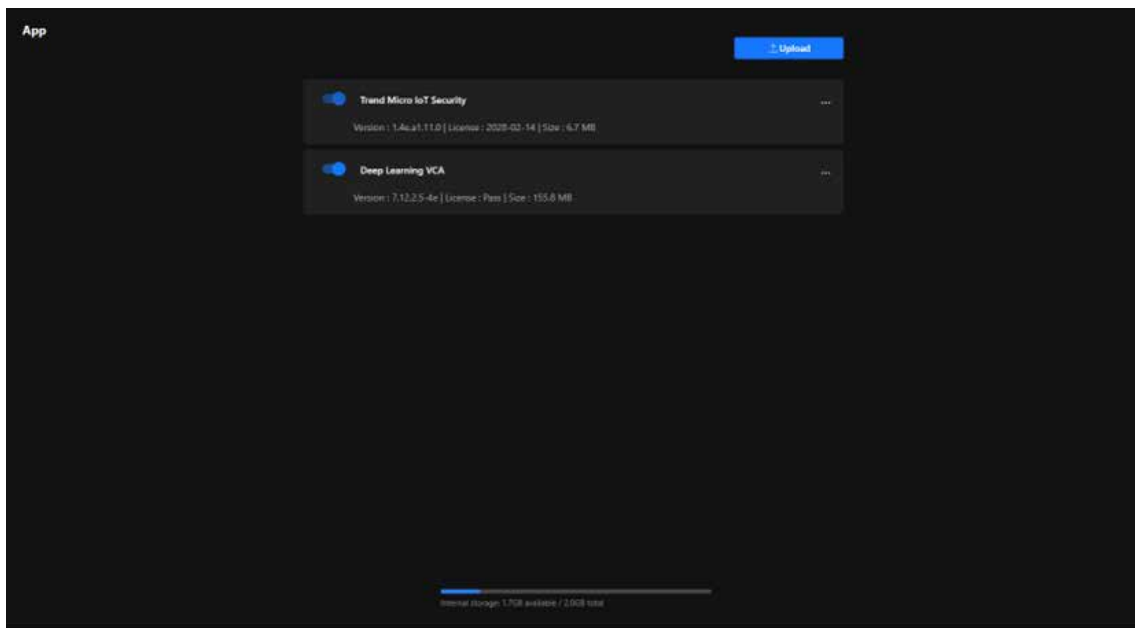 App
Upload
Trend Micro IoT Security
...
Version : 1.4e.a1.11.0 | License : 2028-02-14 | Size : 6.7 MB
Deep Learning VCA
...
Version : 7.12.2.5-4e | License : Pass | Size : 155.8 MB
Internal storage: 1.7GB available / 2.0GB total